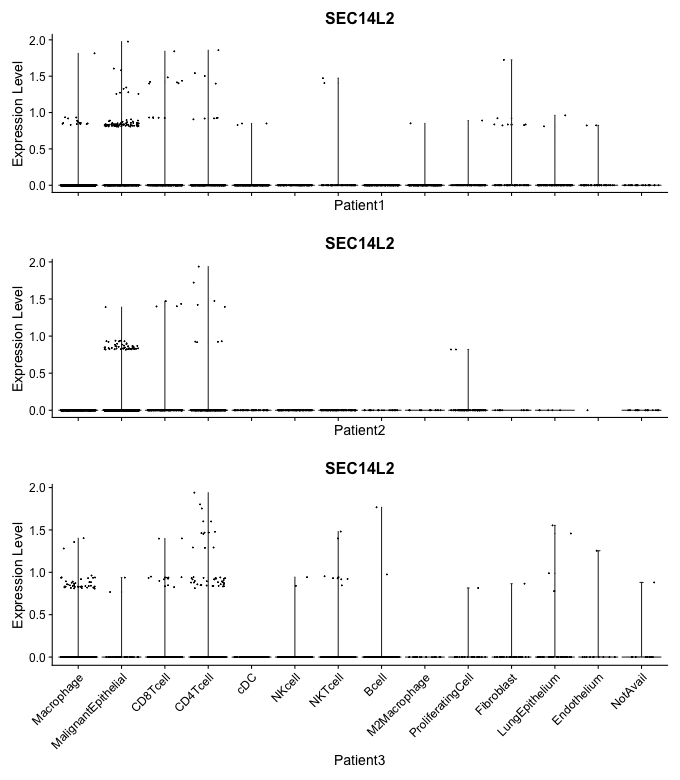 SEC14L2
Expression Level
2.0
1.5
1.0
0.5
0.0
Patient1
SEC14L2
Expression Level
2.0
1.5
1.0
0.5
0.0
Patient2
SEC14L2
Expression Level
2.0
1.5
1.0
0.5
0.0
Macrophage
MalignantEpithelial
CD8Tcell
CD4Tcell
cDC
NKcell
NKTcell
Bcell
M2Macrophage
ProliferatingCell
Fibroblast
LungEpithelium
Endothelium
NotAvail
Patient3